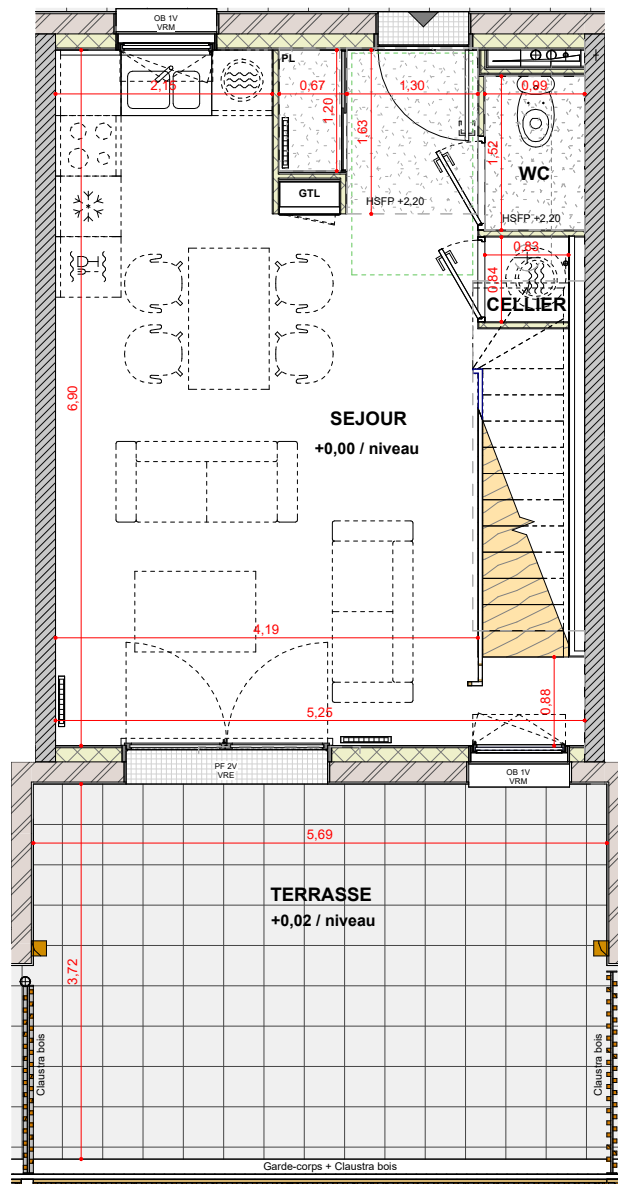 OB 1V
VRM
PL
2,15
0,67
1,30
0,99
1,20
1,63
1,52
WC
GTL
HSFP +2,20
HSFP +2,20
0,83
0,84
CELLIER
6,90
SEJOUR
+0,00 / niveau
4,19
0,88
5,25
PF 2V
VRE
OB 1V
VRM
5,69
TERRASSE
+0,02 / niveau
3,72
Claustra bois
Claustra bois
Garde-corps + Claustra bois